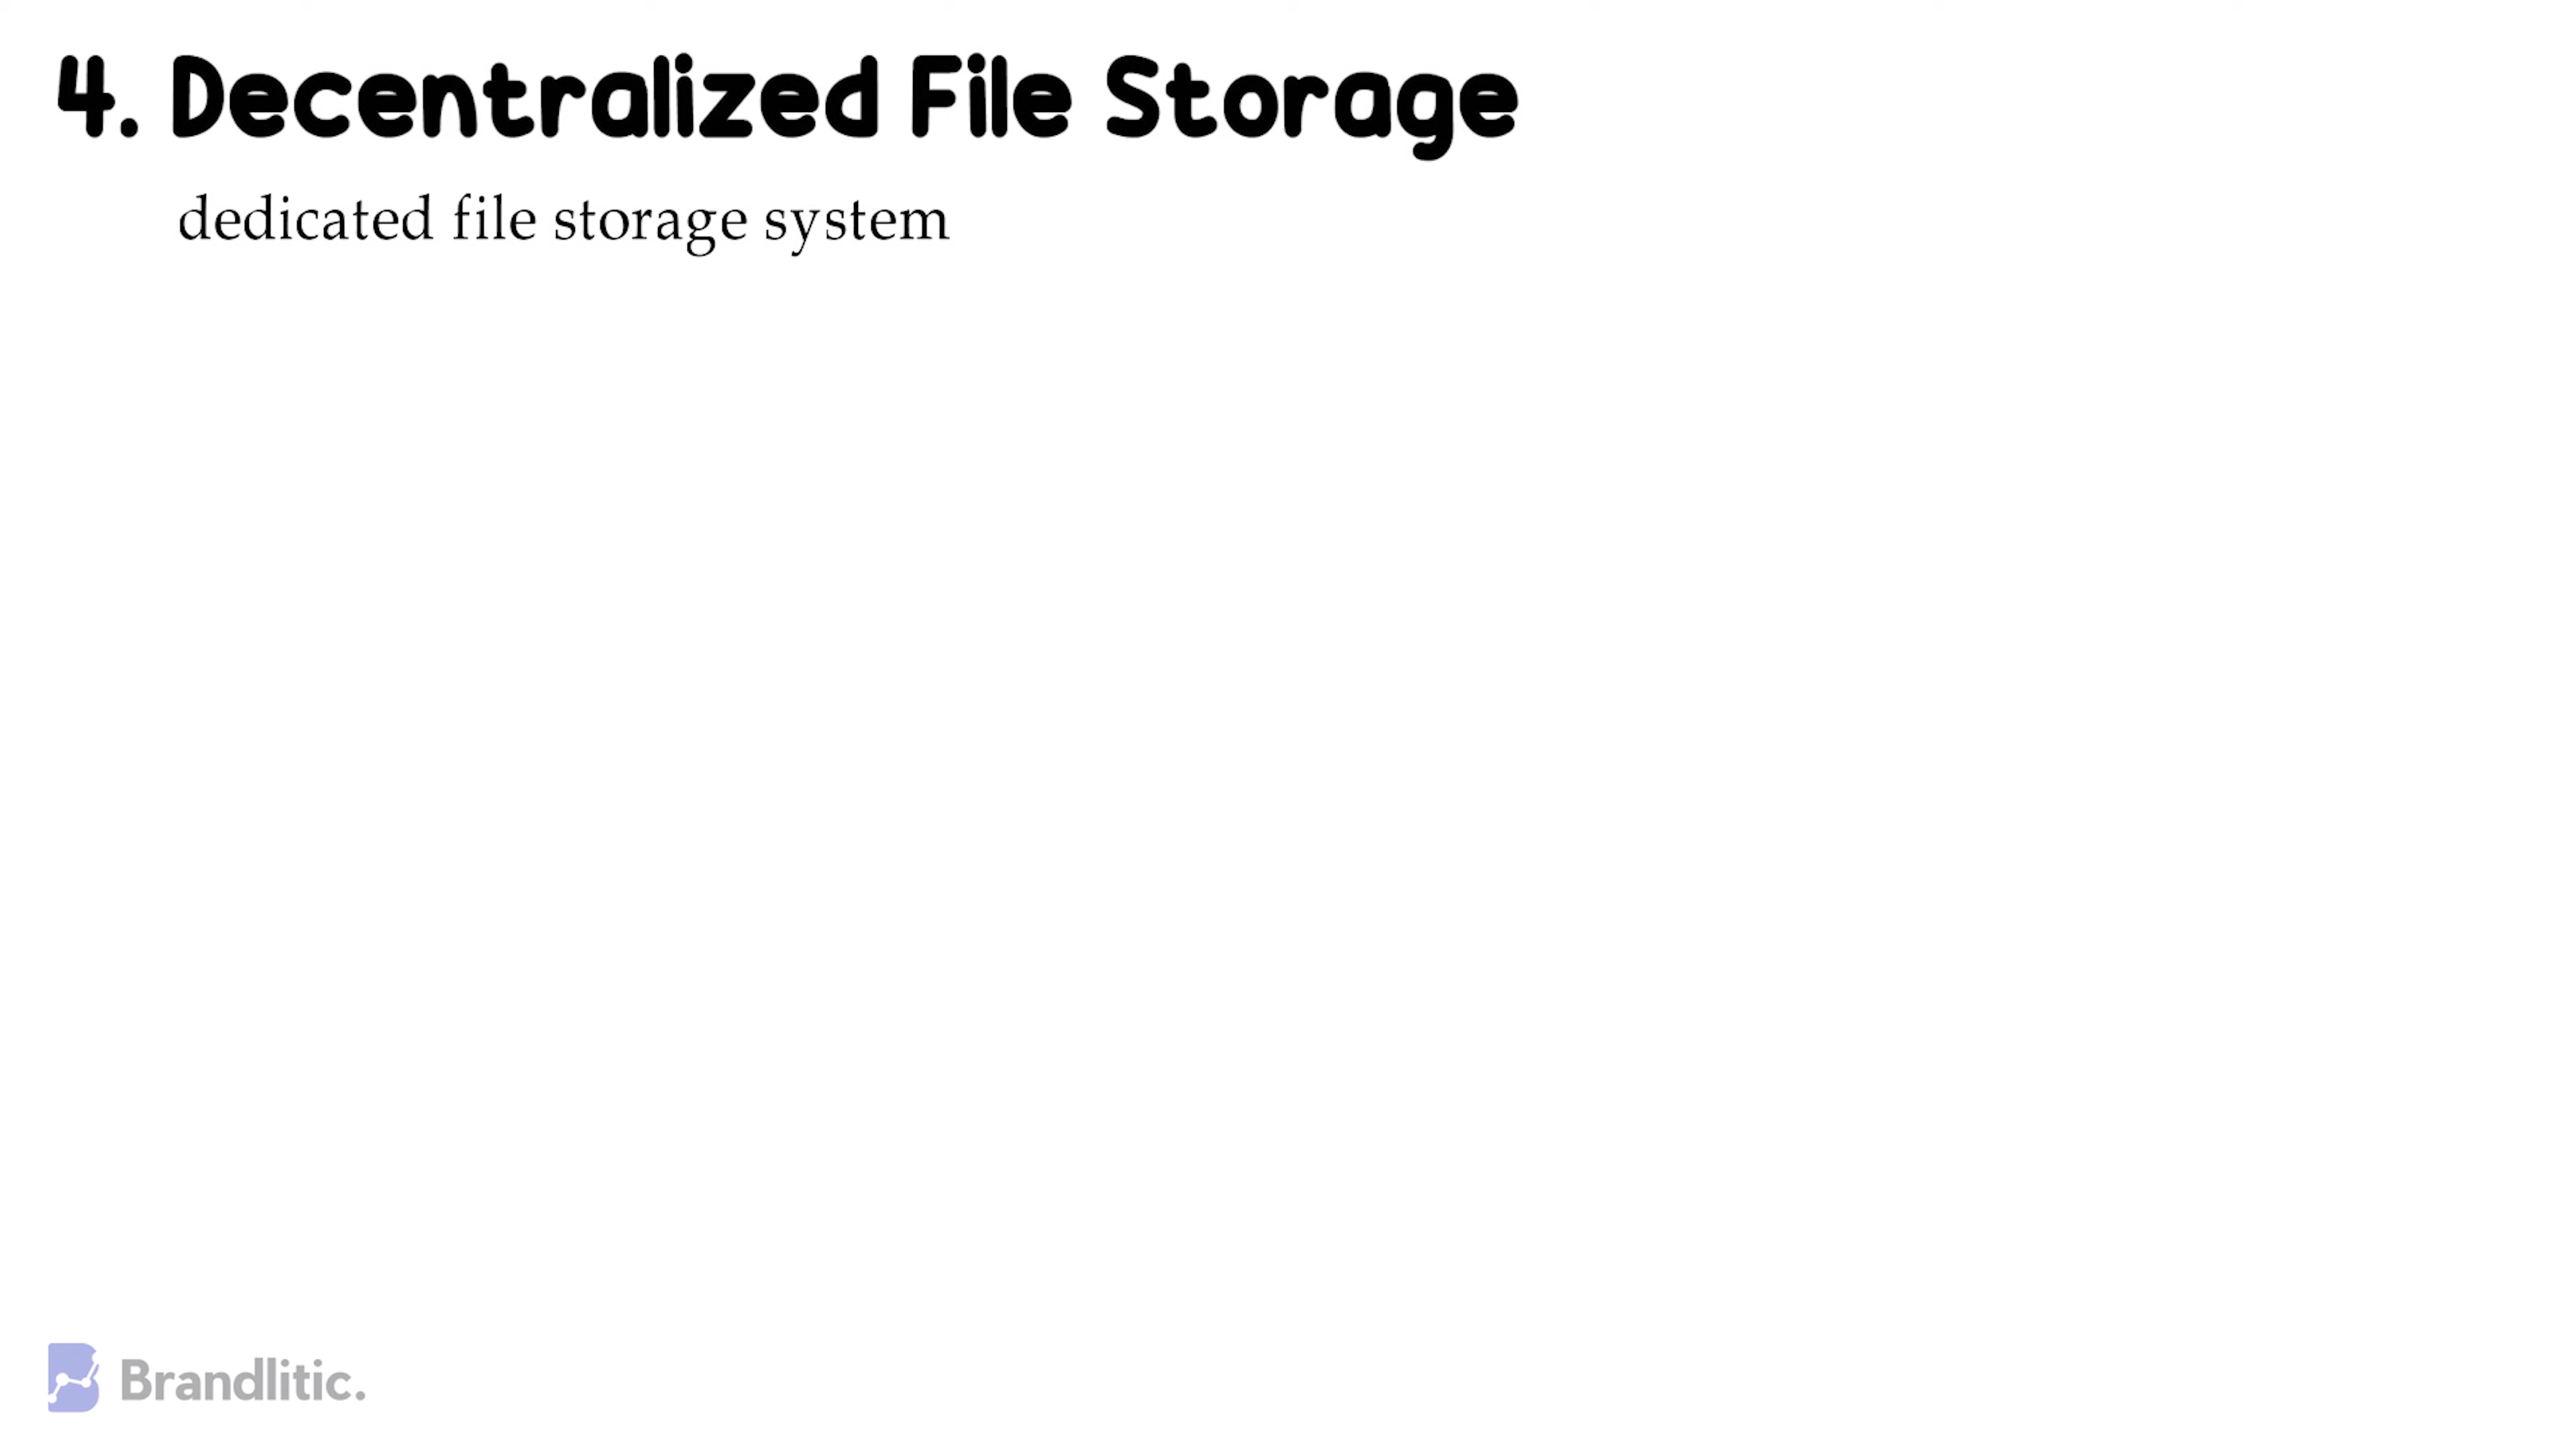 4. Decentralized File Storage
dedicated file storage system
Brandlitic.